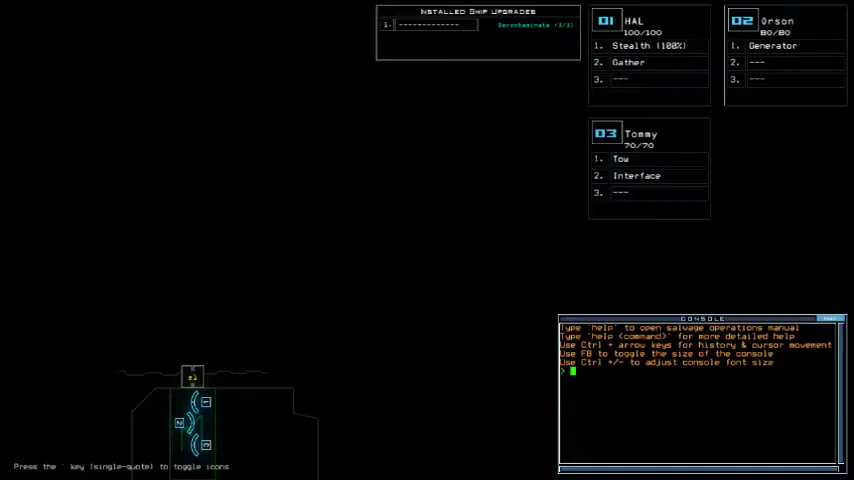 INSTALLED SHIP UPGRADES
1. -------------  Decontaminate (3/3)
01 HAL
100/100
1. Stealth (100%)
2. Gather
3. ---
02 Orson
80/80
1. Generator
2. ---
3. ---
03 Tommy
70/70
1. Tow
2. Interface
3. ---
CONSOLE
Type 'help' to open salvage operations manual
Type 'help (command)' for more detailed help
Use Ctrl + arrow keys for history & cursor movement
Use F8 to toggle the size of the console
Use Ctrl +/- to adjust console font size
>
1
2
Press the ` key (single-quote) to toggle icons